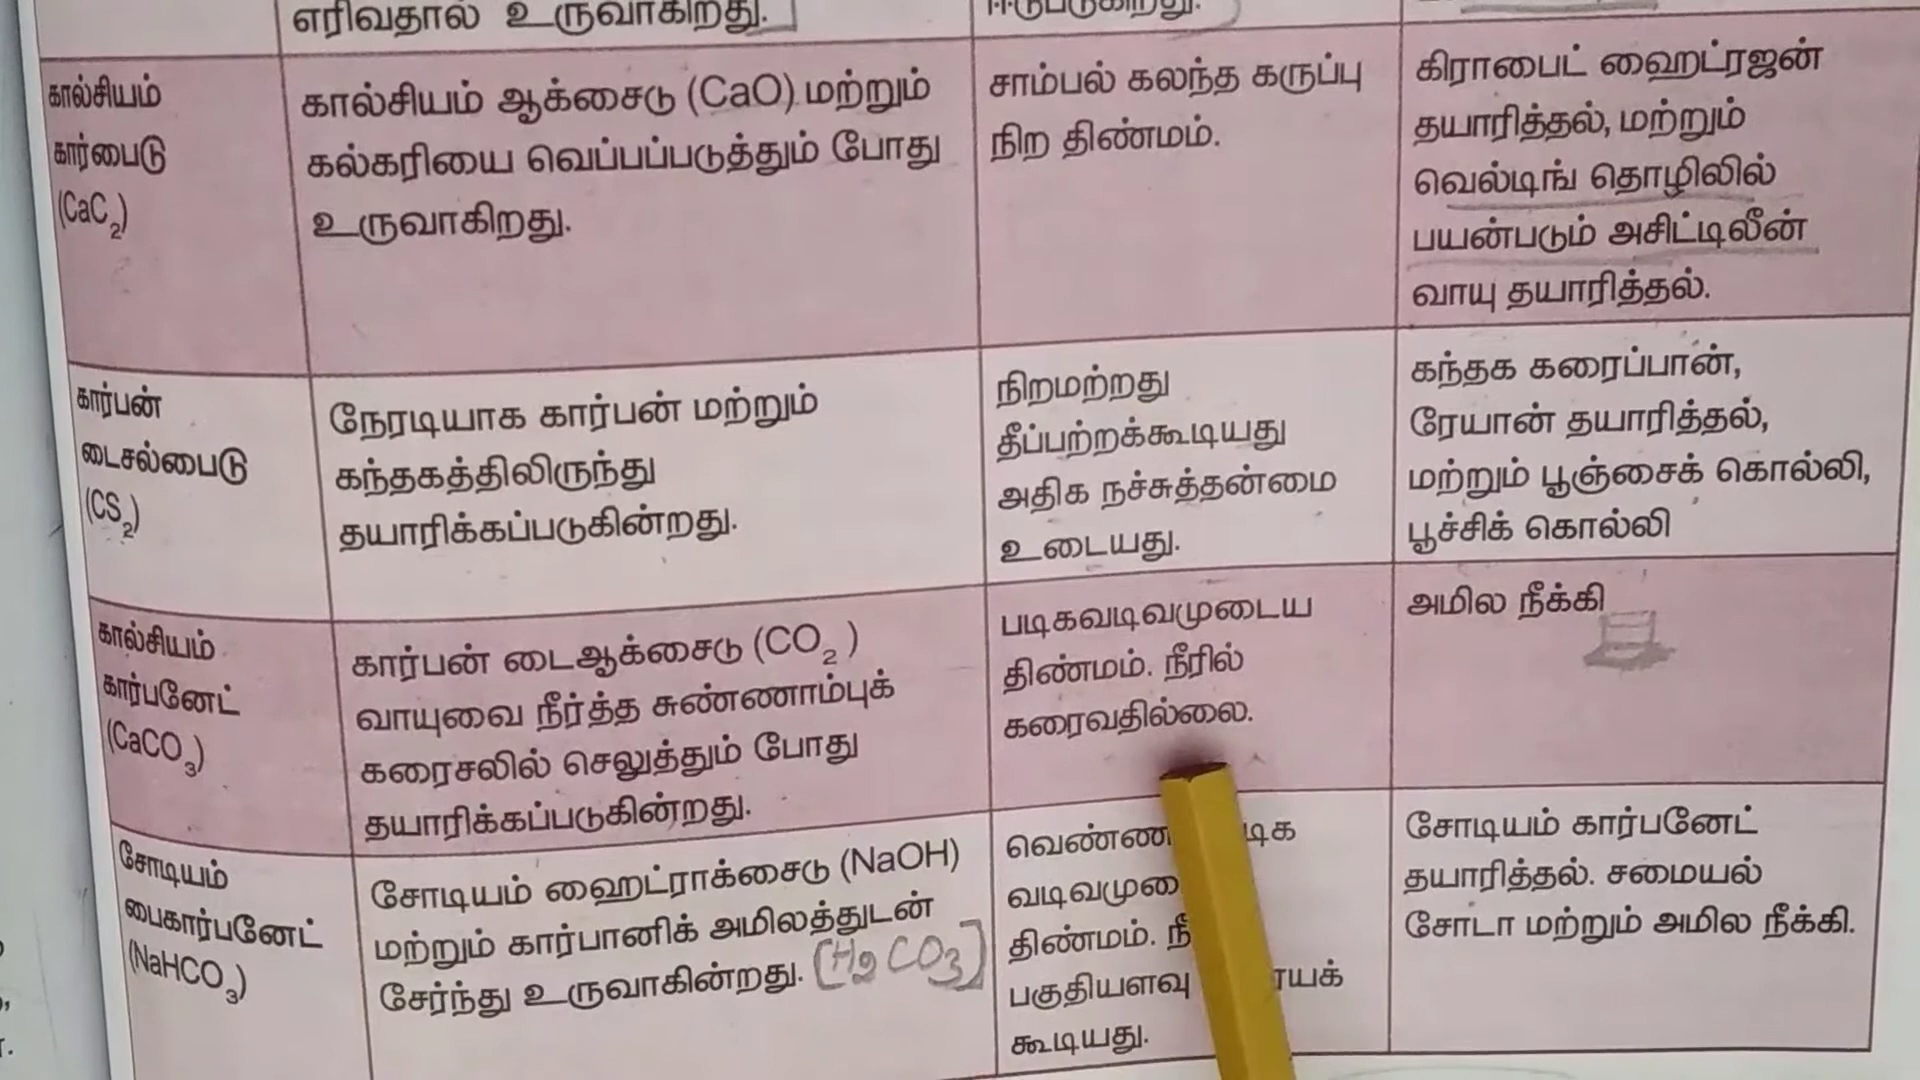 எரிவதால் உருவாகிறது.
கால்சியம்
கார்பைடு
(CaC₂)
கால்சியம் ஆக்சைடு (CaO) மற்றும்
கல்கரியை வெப்பப்படுத்தும் போது
உருவாகிறது.
சாம்பல் கலந்த கருப்பு
நிற திண்மம்.
கிராபைட் ஹைட்ரஜன்
தயாரித்தல், மற்றும்
வெல்டிங் தொழிலில்
பயன்படும் அசிட்டிலீன்
வாயு தயாரித்தல்.
கார்பன்
டைசல்பைடு
(CS₂)
நேரடியாக கார்பன் மற்றும்
கந்தகத்திலிருந்து
தயாரிக்கப்படுகின்றது.
நிறமற்றது
தீப்பற்றக்கூடியது
அதிக நச்சுத்தன்மை
உடையது.
கந்தக கரைப்பான்,
ரேயான் தயாரித்தல்,
மற்றும் பூஞ்சைக் கொல்லி,
பூச்சிக் கொல்லி
கால்சியம்
கார்பனேட்
(CaCO₃)
கார்பன் டைஆக்சைடு (CO₂)
வாயுவை நீர்த்த சுண்ணாம்புக்
கரைசலில் செலுத்தும் போது
தயாரிக்கப்படுகின்றது.
படிகவடிவமுடைய
திண்மம். நீரில்
கரைவதில்லை.
அமில நீக்கி
சோடியம்
பைகார்பனேட்
(NaHCO₃)
சோடியம் ஹைட்ராக்சைடு (NaOH)
மற்றும் கார்பானிக் அமிலத்துடன்
சேர்ந்து உருவாகின்றது. [H2CO3]
திண்மம்.
பகுதியளவு
கூடியது.
சோடியம் கார்பனேட்
தயாரித்தல். சமையல்
சோடா மற்றும் அமில நீக்கி.